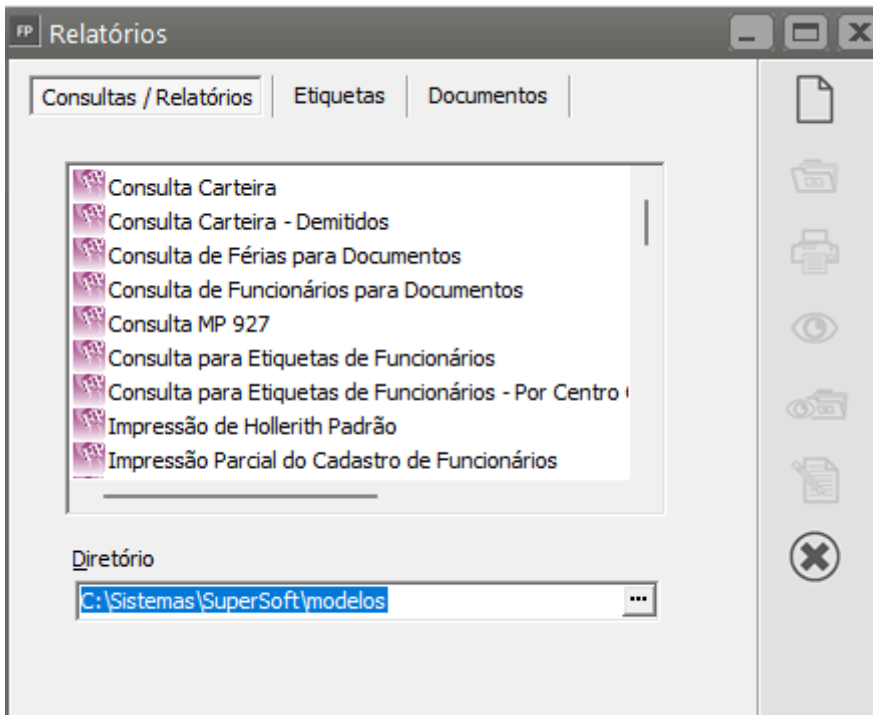 FP Relatórios
Consultas / Relatórios Etiquetas Documentos
Consulta Carteira
Consulta Carteira - Demitidos
Consulta de Férias para Documentos
Consulta de Funcionários para Documentos
Consulta MP 927
Consulta para Etiquetas de Funcionários
Consulta para Etiquetas de Funcionários - Por Centro
Impressão de Hollerith Padrão
Impressão Parcial do Cadastro de Funcionários
Diretório
C:\Sistemas\SuperSoft\modelos ...